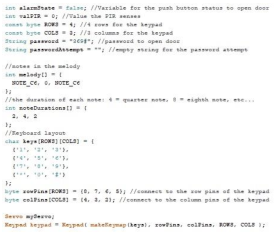 int alarmState = false; //Variable for the push button status to open door
int valPIR = 0; //Value the PIR senses
const byte ROWS = 4; //4 rows for the keypad
const byte COLS = 3; //3 columns for the keypad
String password = "369#"; //password to open door
String passwordAttempt = ""; //empty string for the password attempt
//notes in the melody
int melody[] = {
NOTE_C6, 0, NOTE_C6
};
//the duration of each note: 4 = quarter note, 8 = eighth note, etc...
int noteDurations[] = {
2, 4, 2
};
//Keyboard layout
char keys[ROWS][COLS] = {
{'1', '2', '3'},
{'4', '5', '6'},
{'7', '8', '9'},
{'*', '0', '#'}
};
byte rowPins[ROWS] = {8, 7, 6, 5}; //connect to the row pins of the keypad
byte colPins[COLS] = {4, 3, 2}; //connect to the column pins of the keypad
Servo myServo;
Keypad keypad = Keypad( makeKeymap(keys), rowPins, colPins, ROWS, COLS );